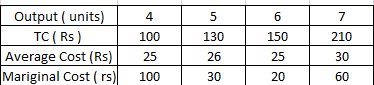 Output ( units) 4 5 6 7
TC ( Rs ) 100 130 150 210
Average Cost (Rs) 25 26 25 30
Mariginal Cost ( rs) 100 30 20 60